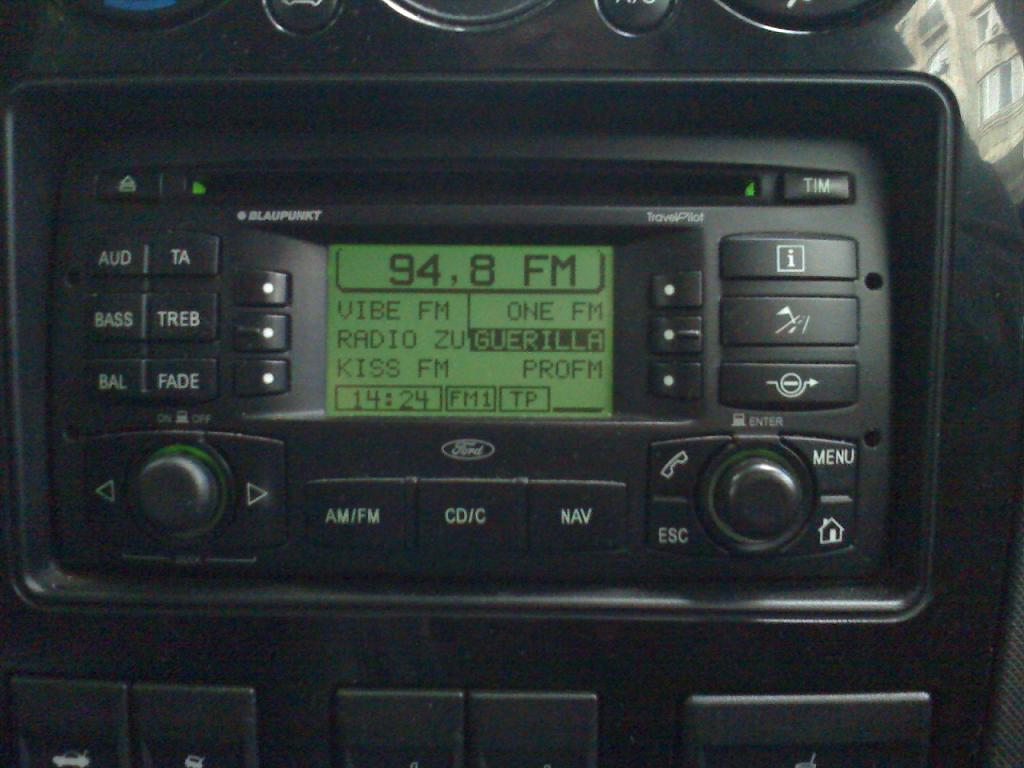 A/C
TIM
BLAUPUNKT TravelPilot
AUD TA
94,8 FM
i
VIBE FM ONE FM
BASS TREB
RADIO ZU GUERILLA
KISS FM PROFM
BAL FADE
14:24 FM1 TP
ON OFF
ENTER
Ford
MENU
AM/FM CD/C NAV
ESC